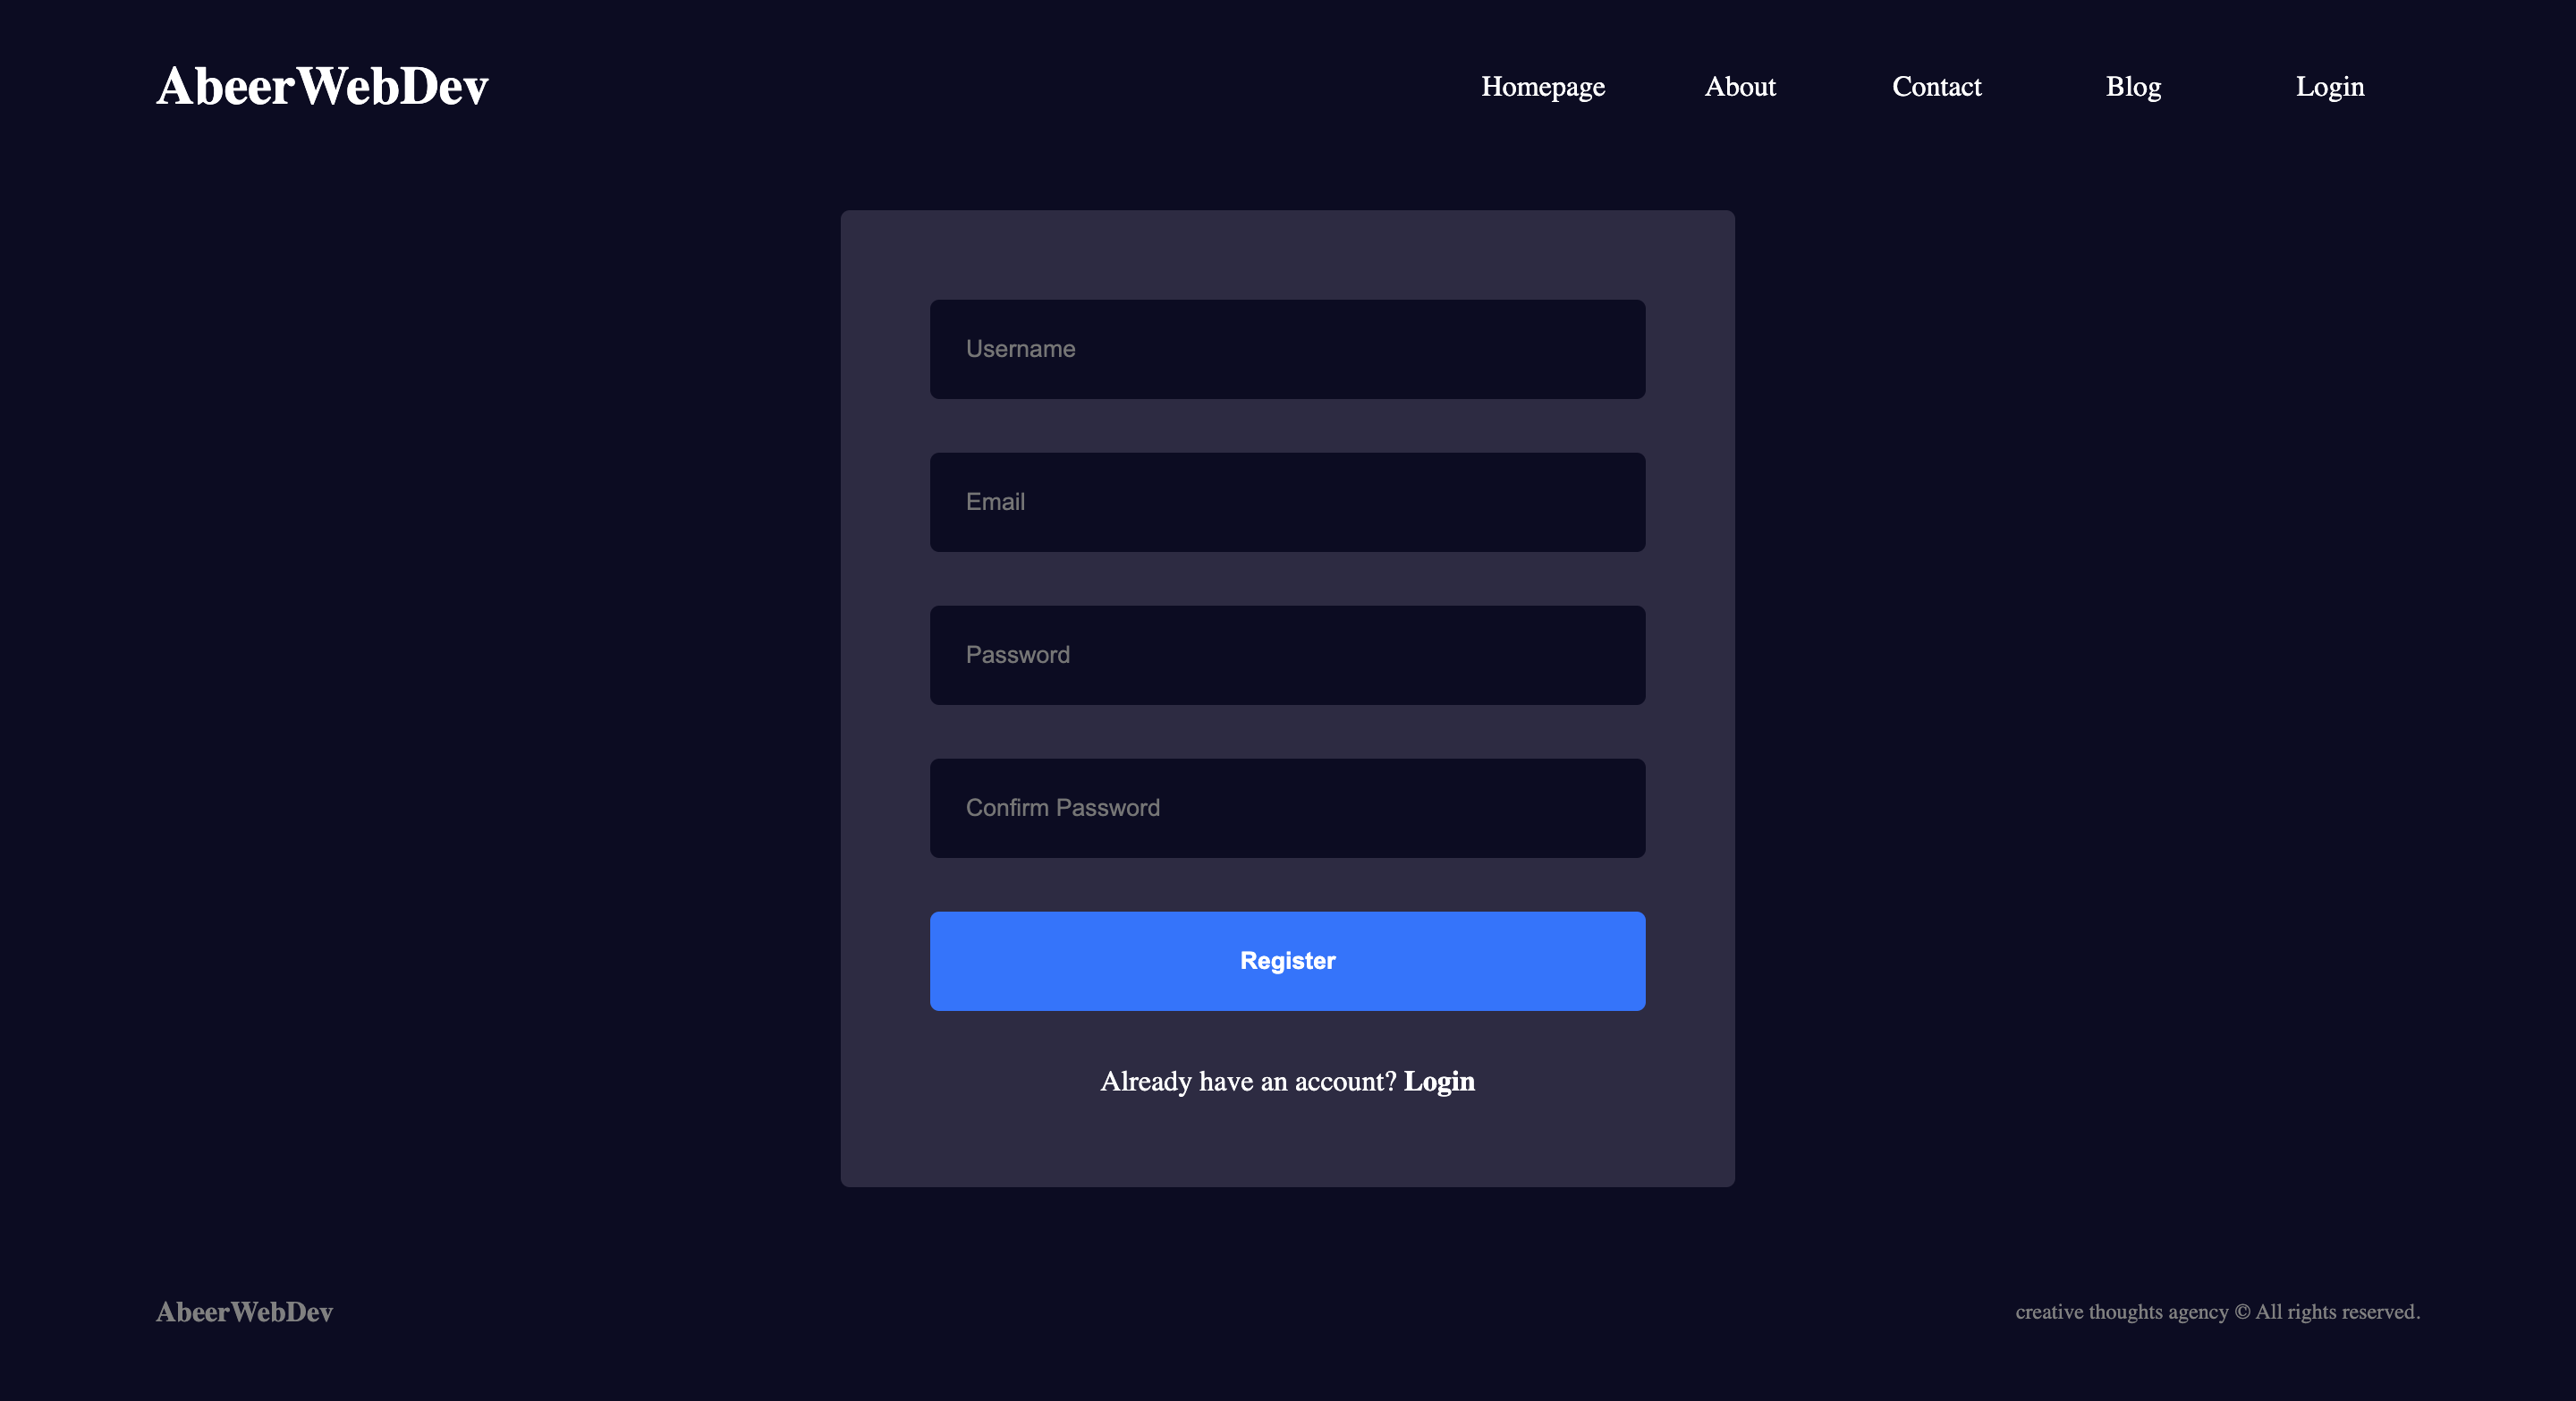 AbeerWebDev
Homepage About Contact Blog Login
Username
Email
Password
Confirm Password
Register
Already have an account? Login
AbeerWebDev
creative thoughts agency © All rights reserved.